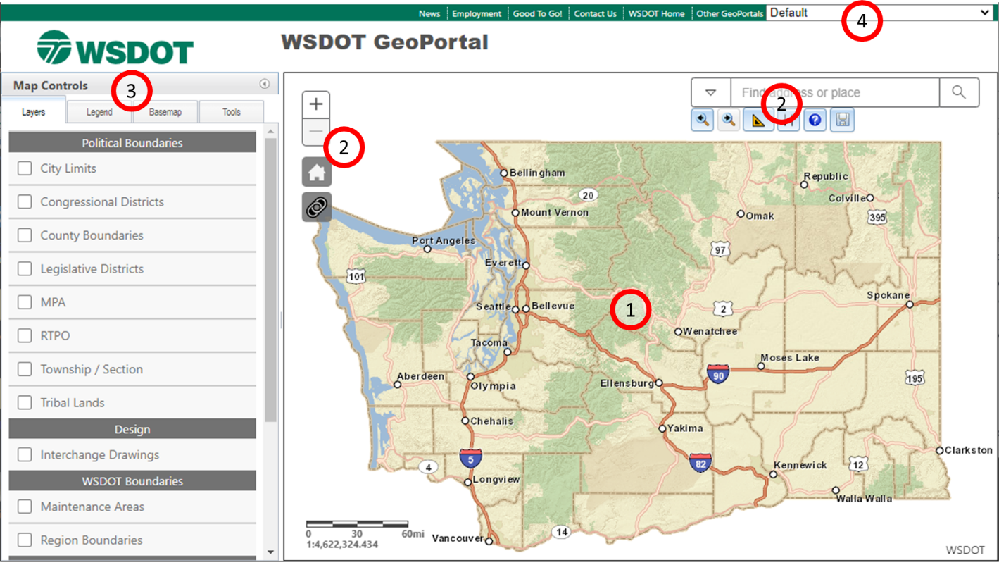 News Employment Good To Go! Contact Us WSDOT Home Other GeoPortals Default
4
WSDOT
WSDOT GeoPortal
Map Controls
3
Layers Legend Basemap Tools
Political Boundaries
City Limits
Congressional Districts
County Boundaries
Legislative Districts
MPA
RTPO
Township / Section
Tribal Lands
Design
Interchange Drawings
WSDOT Boundaries
Maintenance Areas
Region Boundaries
+
−
2
Find address or place
2
?
Bellingham
Republic
20
Colville
Mount Vernon
Omak
395
Port Angeles
97
Everett
101
Spokane
Seattle
Bellevue
1
2
Wenatchee
Tacoma
Moses Lake
Aberdeen
90
195
Olympia
Ellensburg
Chehalis
Yakima
Clarkston
5
82
4
Kennewick
12
Longview
Walla Walla
0 30 60mi
1:4,622,324.434
14
Vancouver
WSDOT